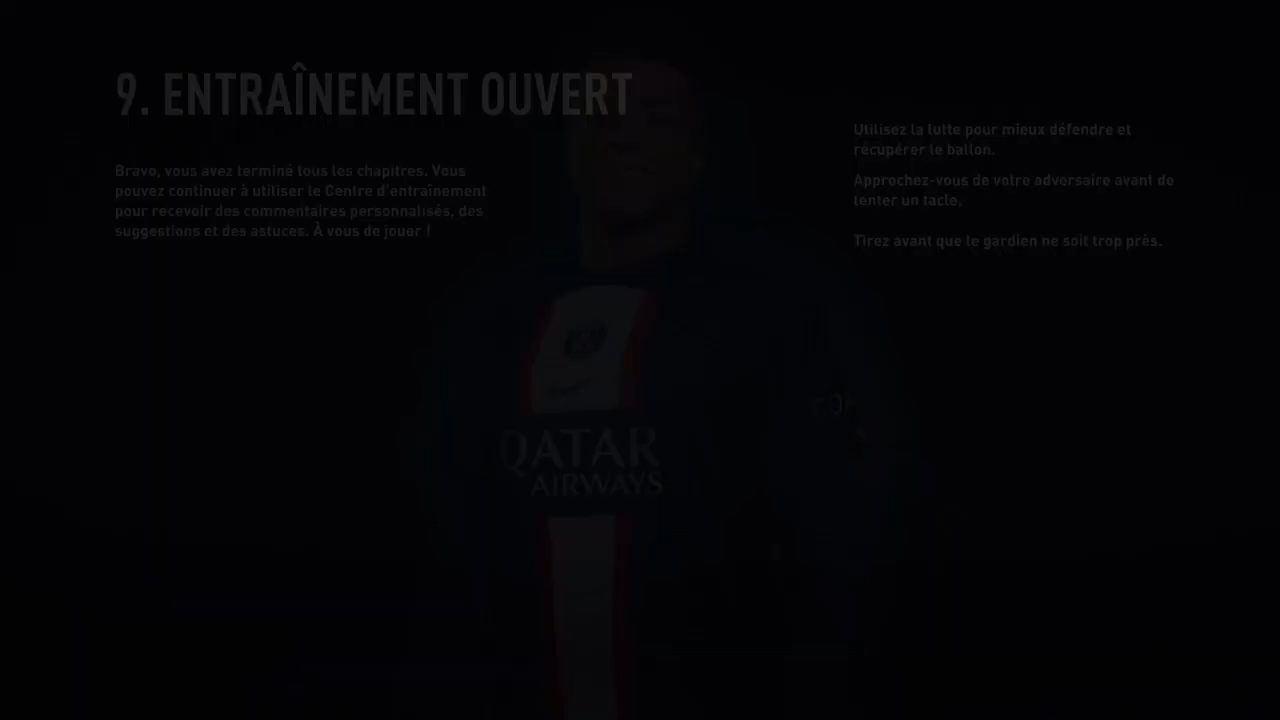 9. ENTRAÎNEMENT OUVERT
Bravo, vous avez terminé tous les chapitres. Vous
pouvez continuer à utiliser le Centre d'entraînement
pour recevoir des commentaires personnalisés, des
suggestions et des astuces. À vous de jouer !
Utilisez la lutte pour mieux défendre et
récupérer le ballon.
Approchez-vous de votre adversaire avant de
tenter un tacle.
Tirez avant que le gardien ne soit trop près.
QATAR
AIRWAYS